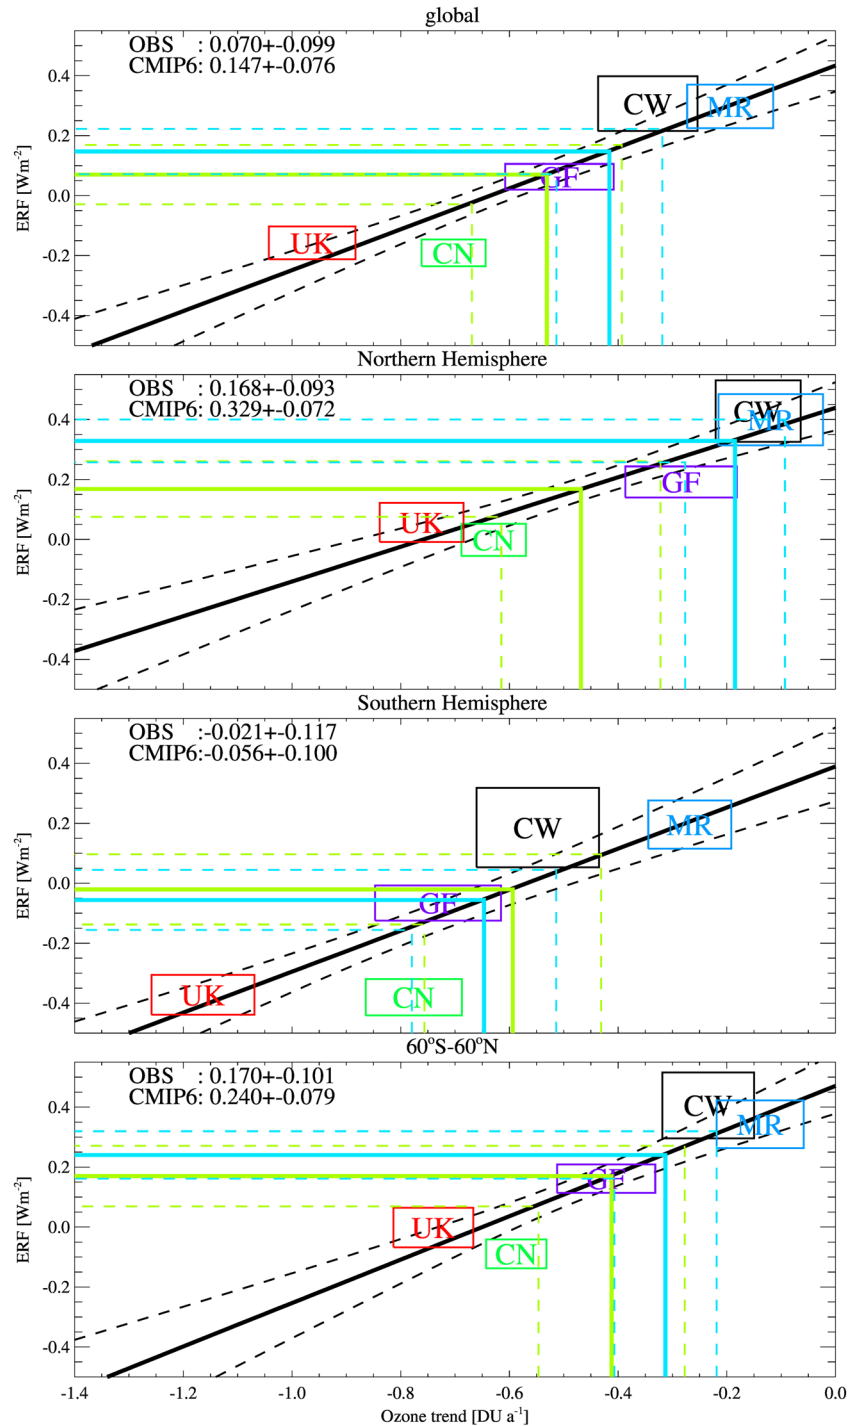 global
OBS : 0.070+-0.099
CMIP6: 0.147+-0.076
0.4
0.2
0.0
-0.2
-0.4
ERF [Wm-2]
CW
MR
GF
UK
CN
Northern Hemisphere
OBS : 0.168+-0.093
CMIP6: 0.329+-0.072
0.4
0.2
0.0
-0.2
-0.4
ERF [Wm-2]
CW
MR
GF
UK
CN
Southern Hemisphere
OBS :-0.021+-0.117
CMIP6:-0.056+-0.100
0.4
0.2
0.0
-0.2
-0.4
ERF [Wm-2]
CW
MR
GF
UK
CN
60°S-60°N
OBS : 0.170+-0.101
CMIP6: 0.240+-0.079
0.4
0.2
0.0
-0.2
-0.4
ERF [Wm-2]
CW
MR
GF
UK
CN
-1.4 -1.2 -1.0 -0.8 -0.6 -0.4 -0.2 0.0
Ozone trend [DU a-1]